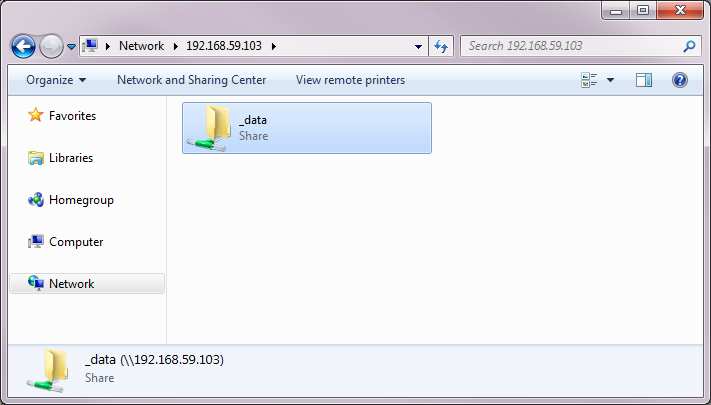 Network 192.168.59.103
Search 192.168.59.103
Organize Network and Sharing Center View remote printers
Favorites
Libraries
Homegroup
Computer
Network
_data
Share
_data (\\192.168.59.103)
Share